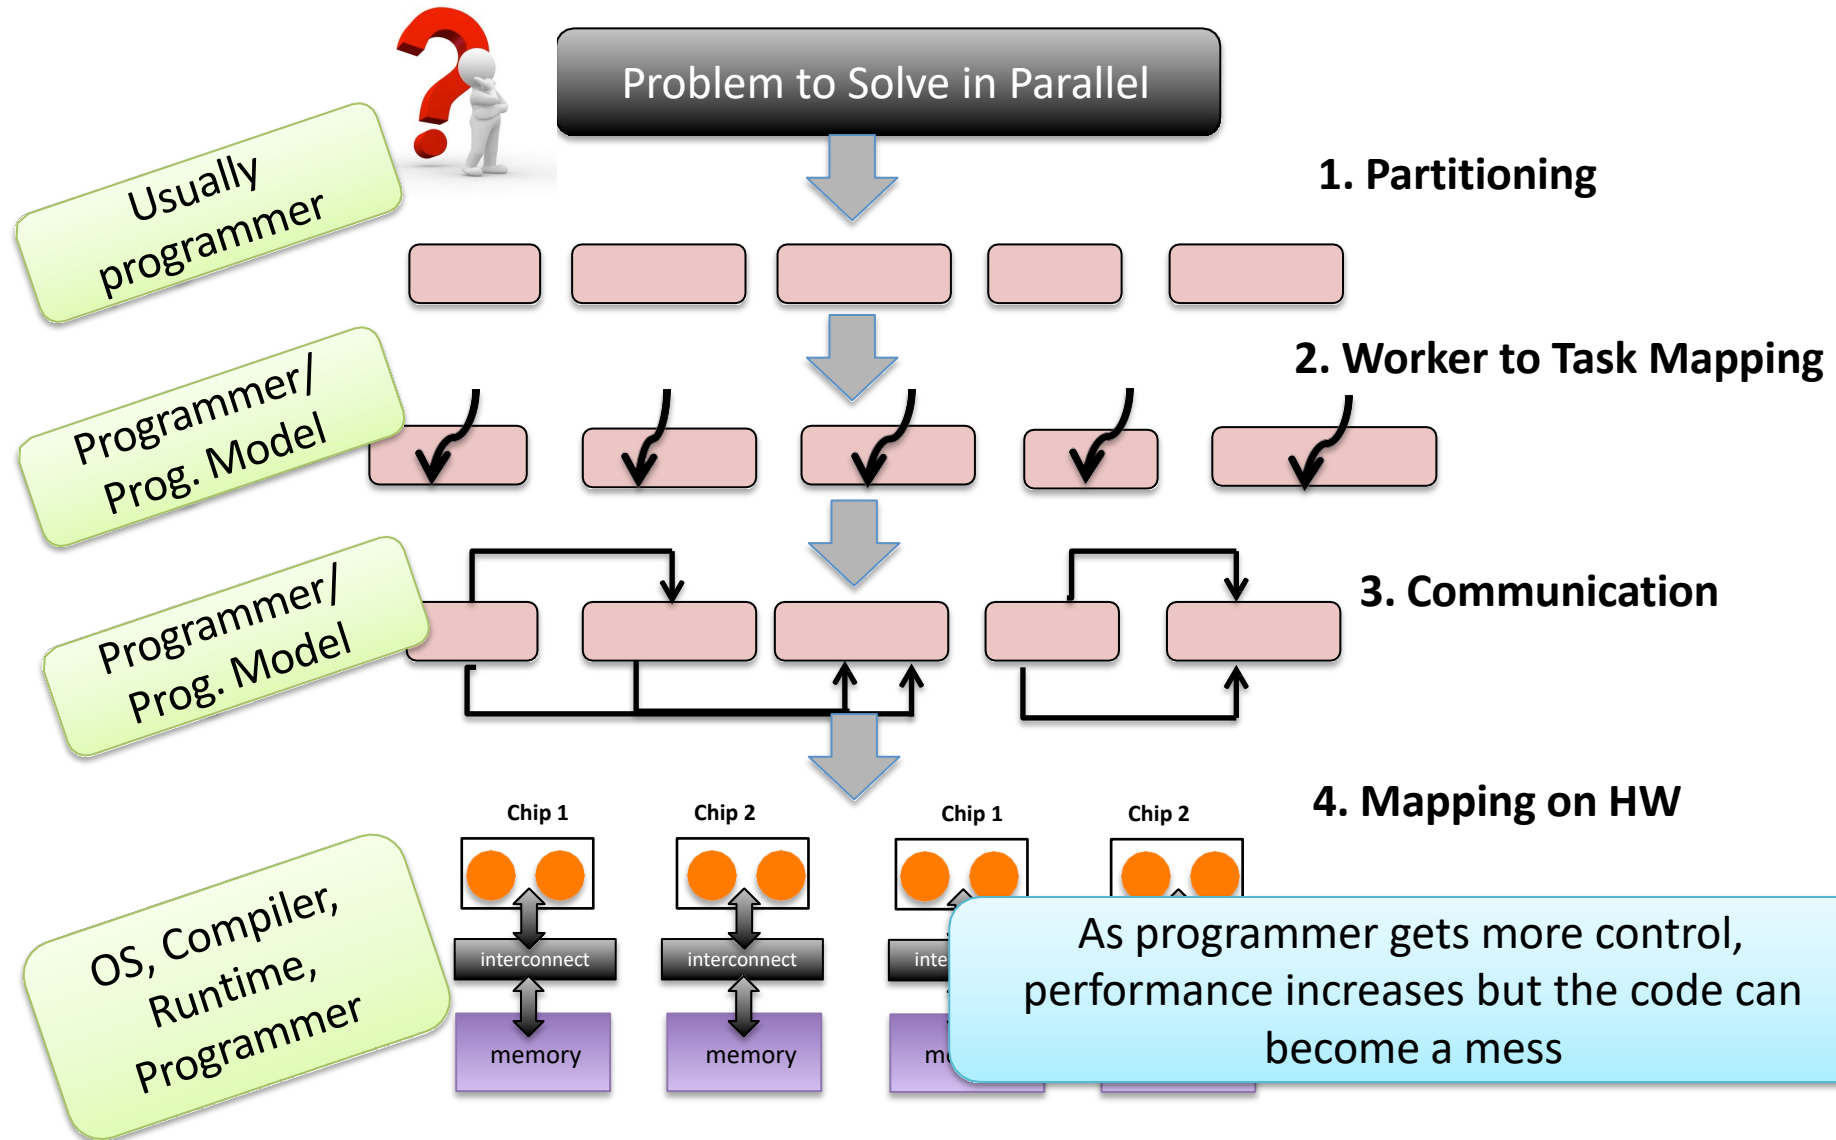 Problem to Solve in Parallel
Usually
programmer
1. Partitioning
Programmer/
Prog. Model
2. Worker to Task Mapping
Programmer/
Prog. Model
3. Communication
4. Mapping on HW
OS, Compiler,
Runtime,
Programmer
Chip 1
Chip 2
Chip 1
Chip 2
interconnect
interconnect
inte
memory
memory
me
As programmer gets more control,
performance increases but the code can
become a mess